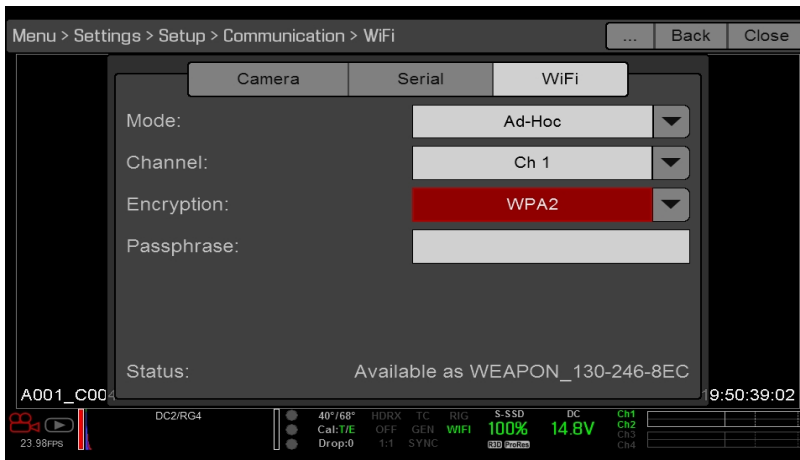 Menu > Settings > Setup > Communication > WiFi ... Back Close
Camera Serial WiFi
Mode: Ad-Hoc
Channel: Ch 1
Encryption: WPA2
Passphrase:
Status: Available as WEAPON_130-246-8EC
A001_C004 19:50:39:02
DC2/RG4 40°/68° HDRX TC RIG S-SSD DC Ch1
Cal:T/E OFF GEN WIFI 100% 14.8V Ch2
23.98FPS Drop:0 1:1 SYNC R3D ProRes Ch3
Ch4